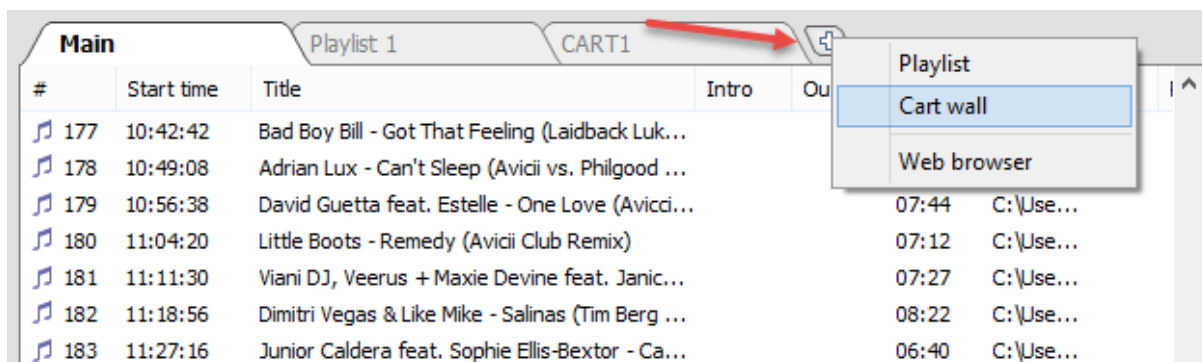 Main Playlist 1 CART1
Playlist
# Start time Title Intro Ou
Cart wall
177 10:42:42 Bad Boy Bill - Got That Feeling (Laidback Luk...
Web browser
178 10:49:08 Adrian Lux - Can't Sleep (Avicii vs. Philgood ...
179 10:56:38 David Guetta feat. Estelle - One Love (Avicci... 07:44 C:\Use...
180 11:04:20 Little Boots - Remedy (Avicii Club Remix) 07:12 C:\Use...
181 11:11:30 Viani DJ, Veerus + Maxie Devine feat. Janic... 07:27 C:\Use...
182 11:18:56 Dimitri Vegas & Like Mike - Salinas (Tim Berg ... 08:22 C:\Use...
183 11:27:16 Junior Caldera feat. Sophie Ellis-Bextor - Ca... 06:40 C:\Use...